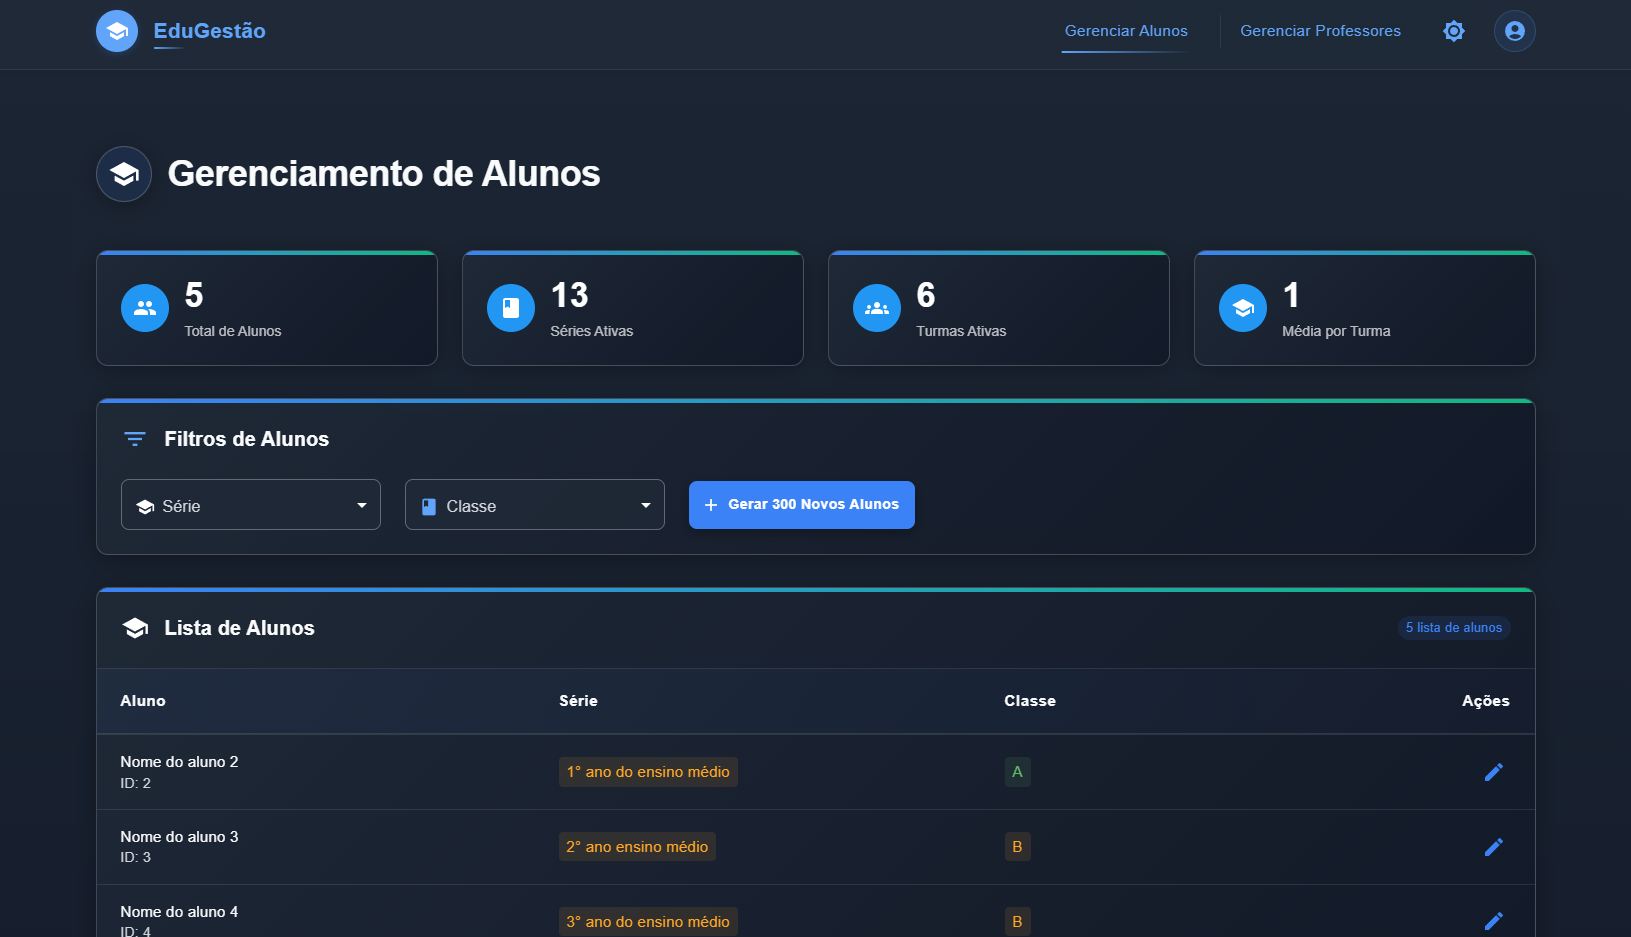 EduGestão
Gerenciar Alunos
Gerenciar Professores
Gerenciamento de Alunos
5
Total de Alunos
13
Séries Ativas
6
Turmas Ativas
1
Média por Turma
Filtros de Alunos
Série
Classe
Gerar 300 Novos Alunos
Lista de Alunos
5 lista de alunos
Aluno Série Classe Ações
Nome do aluno 2
ID: 2
1° ano do ensino médio
A
Nome do aluno 3
ID: 3
2° ano ensino médio
B
Nome do aluno 4
ID: 4
3° ano do ensino médio
B